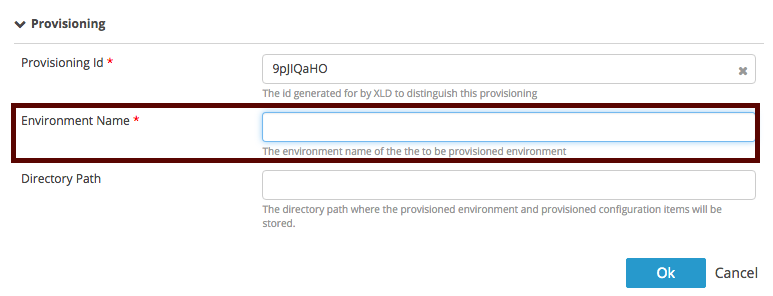 Provisioning
Provisioning Id *
9pJIQaHO
The id generated for by XLD to distinguish this provisioning
Environment Name *
The environment name of the the to be provisioned environment
Directory Path
The directory path where the provisioned environment and provisioned configuration items will be
stored.
Ok
Cancel